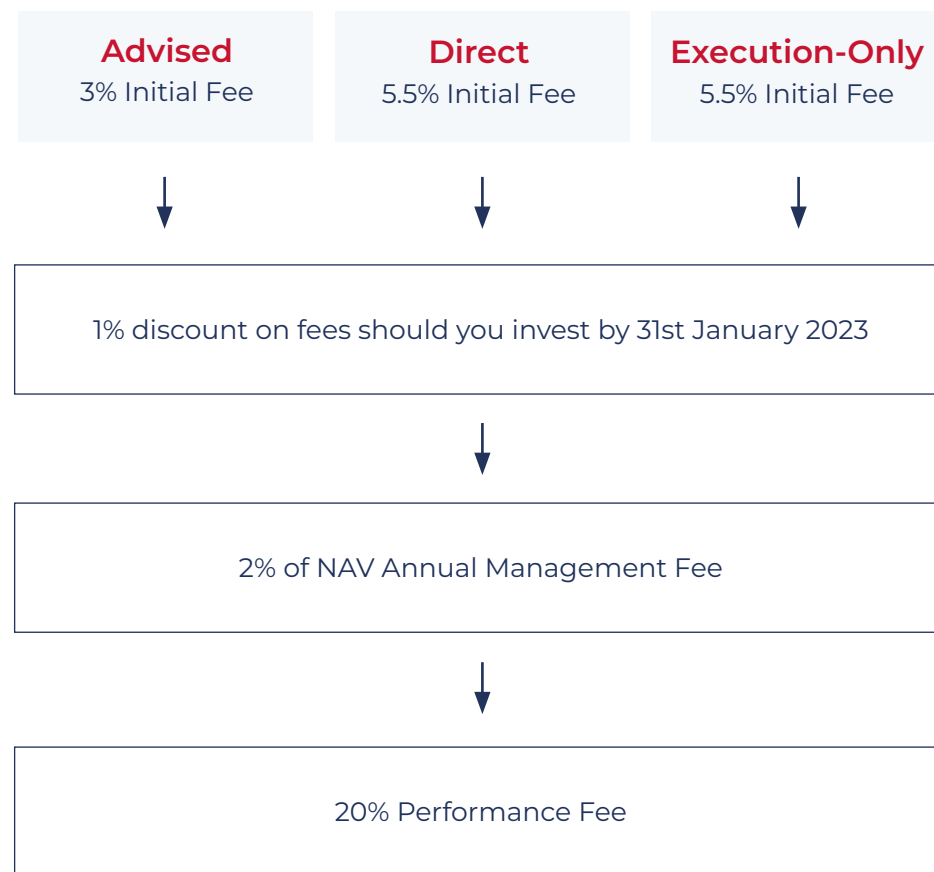 Advised
3% Initial Fee
Direct
5.5% Initial Fee
Execution-Only
5.5% Initial Fee
1% discount on fees should you invest by 31st January 2023
2% of NAV Annual Management Fee
20% Performance Fee